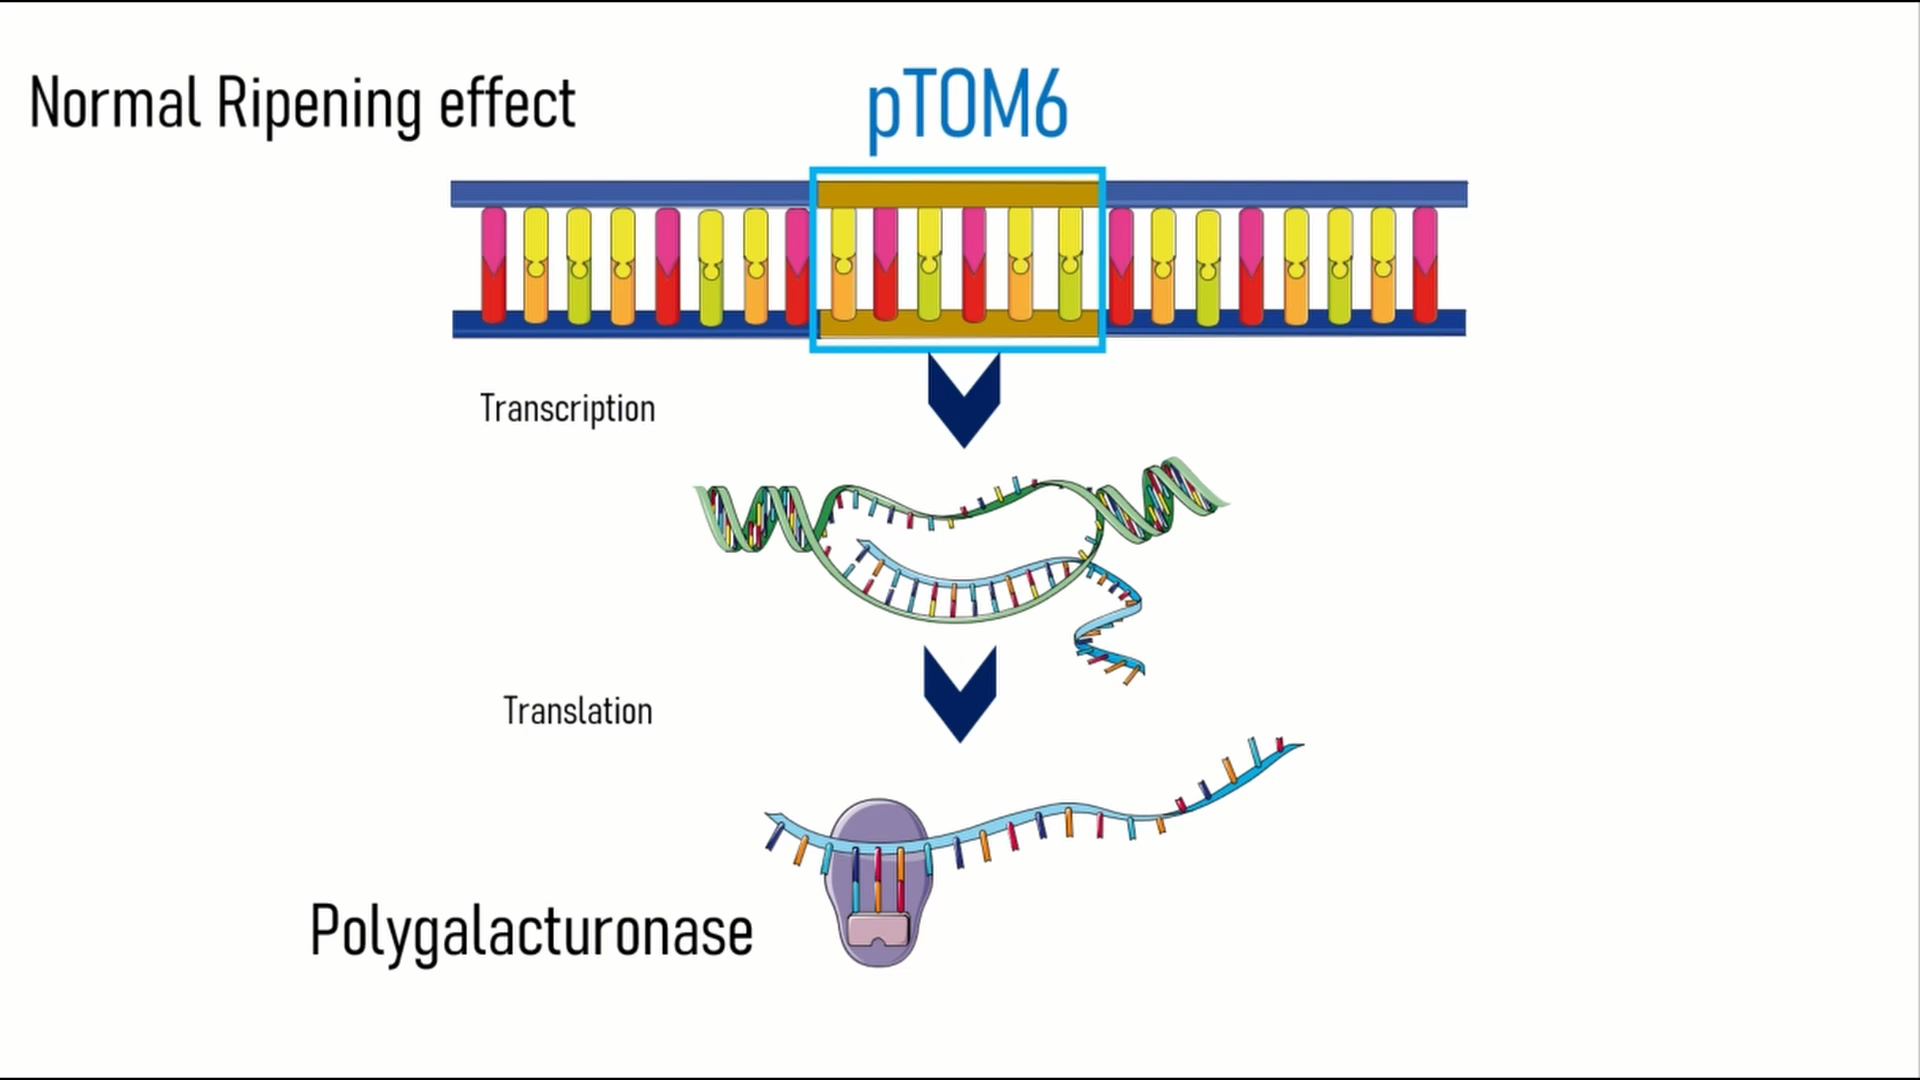 Normal Ripening effect
pTOM6
Transcription
Translation
Polygalacturonase